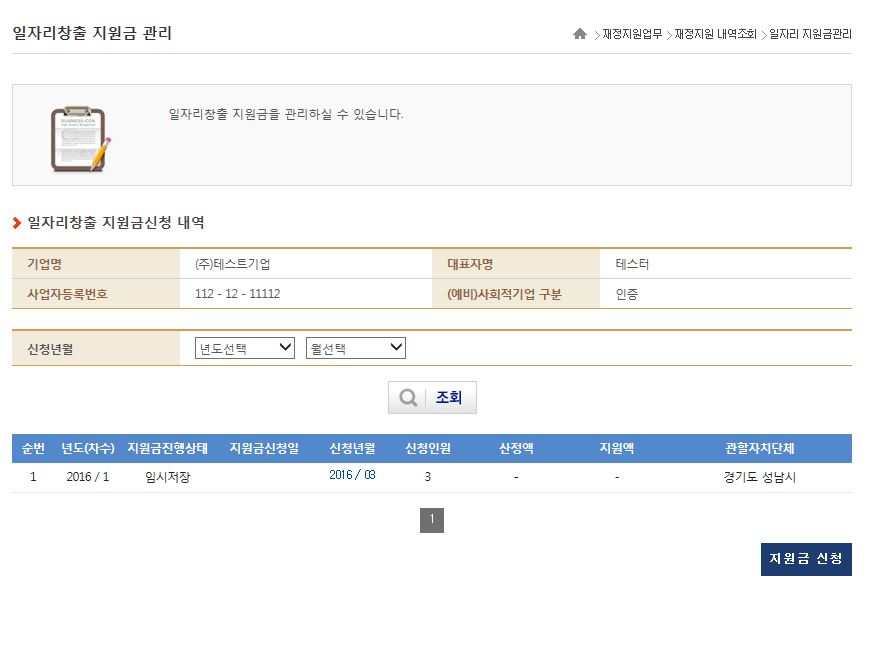 일자리창출 지원금 관리
재정지원업무 > 재정지원 내역조회 > 일자리 지원금관리
BUSINESS ICON
일자리창출 지원금을 관리하실 수 있습니다.
일자리창출 지원금신청 내역
기업명 (주)테스트기업 대표자명 테스터
사업자등록번호 112 - 12 - 11112 (예비)사회적기업 구분 인증
신청년월 년도선택 월선택
조회
순번 년도(차수) 지원금진행상태 지원금신청일 신청년월 신청인원 산정액 지원액 관할자치단체
1 2016 / 1 임시저장 2016 / 03 3 - - 경기도 성남시
1
지원금 신청